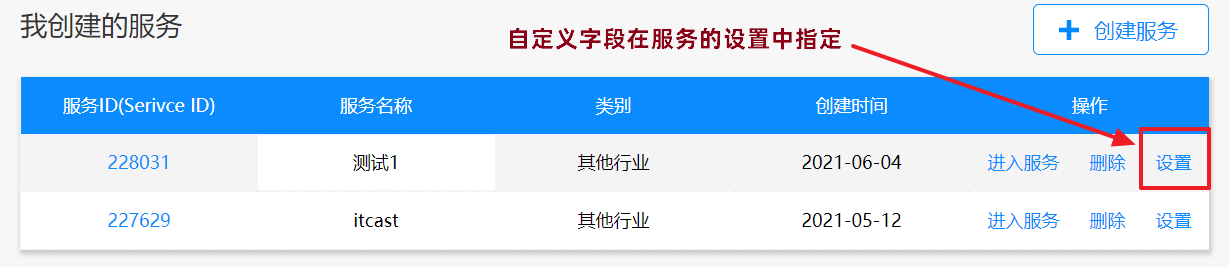 我创建的服务
自定义字段在服务的设置中指定
创建服务
服务ID(Serivce ID) 服务名称 类别 创建时间 操作
228031 测试1 其他行业 2021-06-04 进入服务 删除 设置
227629 itcast 其他行业 2021-05-12 进入服务 删除 设置